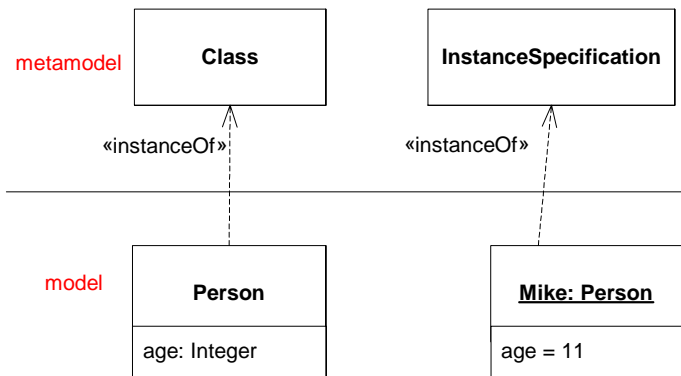 metamodel
Class
InstanceSpecification
«instanceOf»
«instanceOf»
model
Person
Mike: Person
age: Integer
age = 11